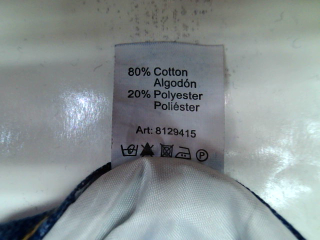 80% Cotton
Algodón
20% Polyester
Poliéster
Art: 8129415